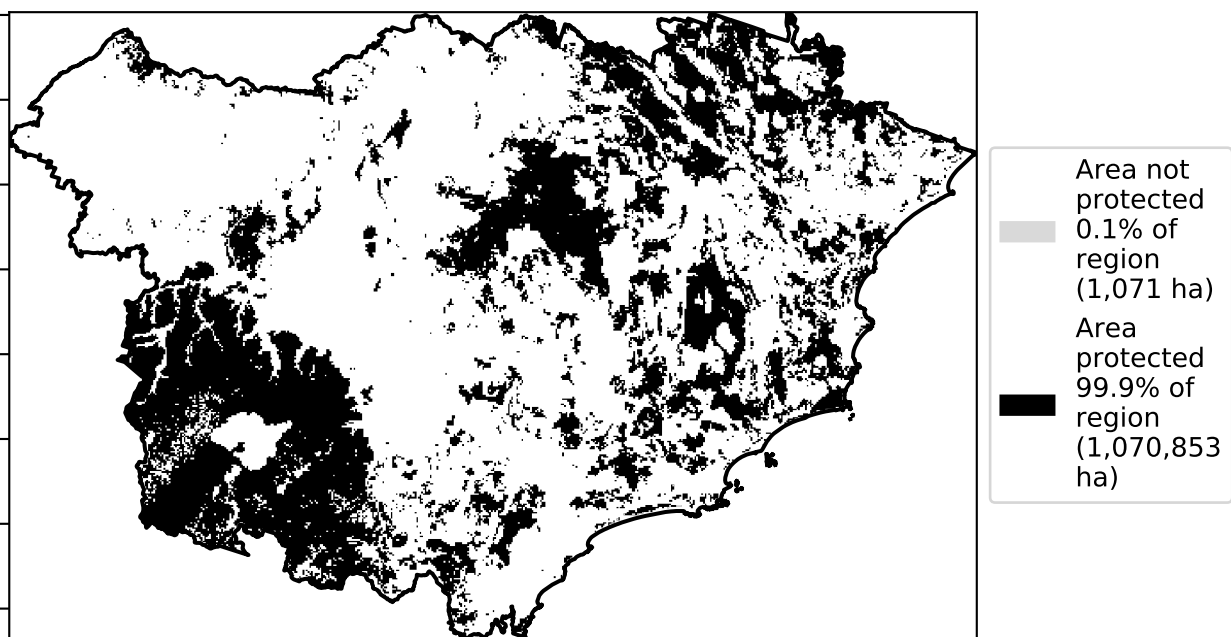 Area not
protected
0.1% of
region
(1,071 ha)
Area
protected
99.9% of
region
(1,070,853
ha)